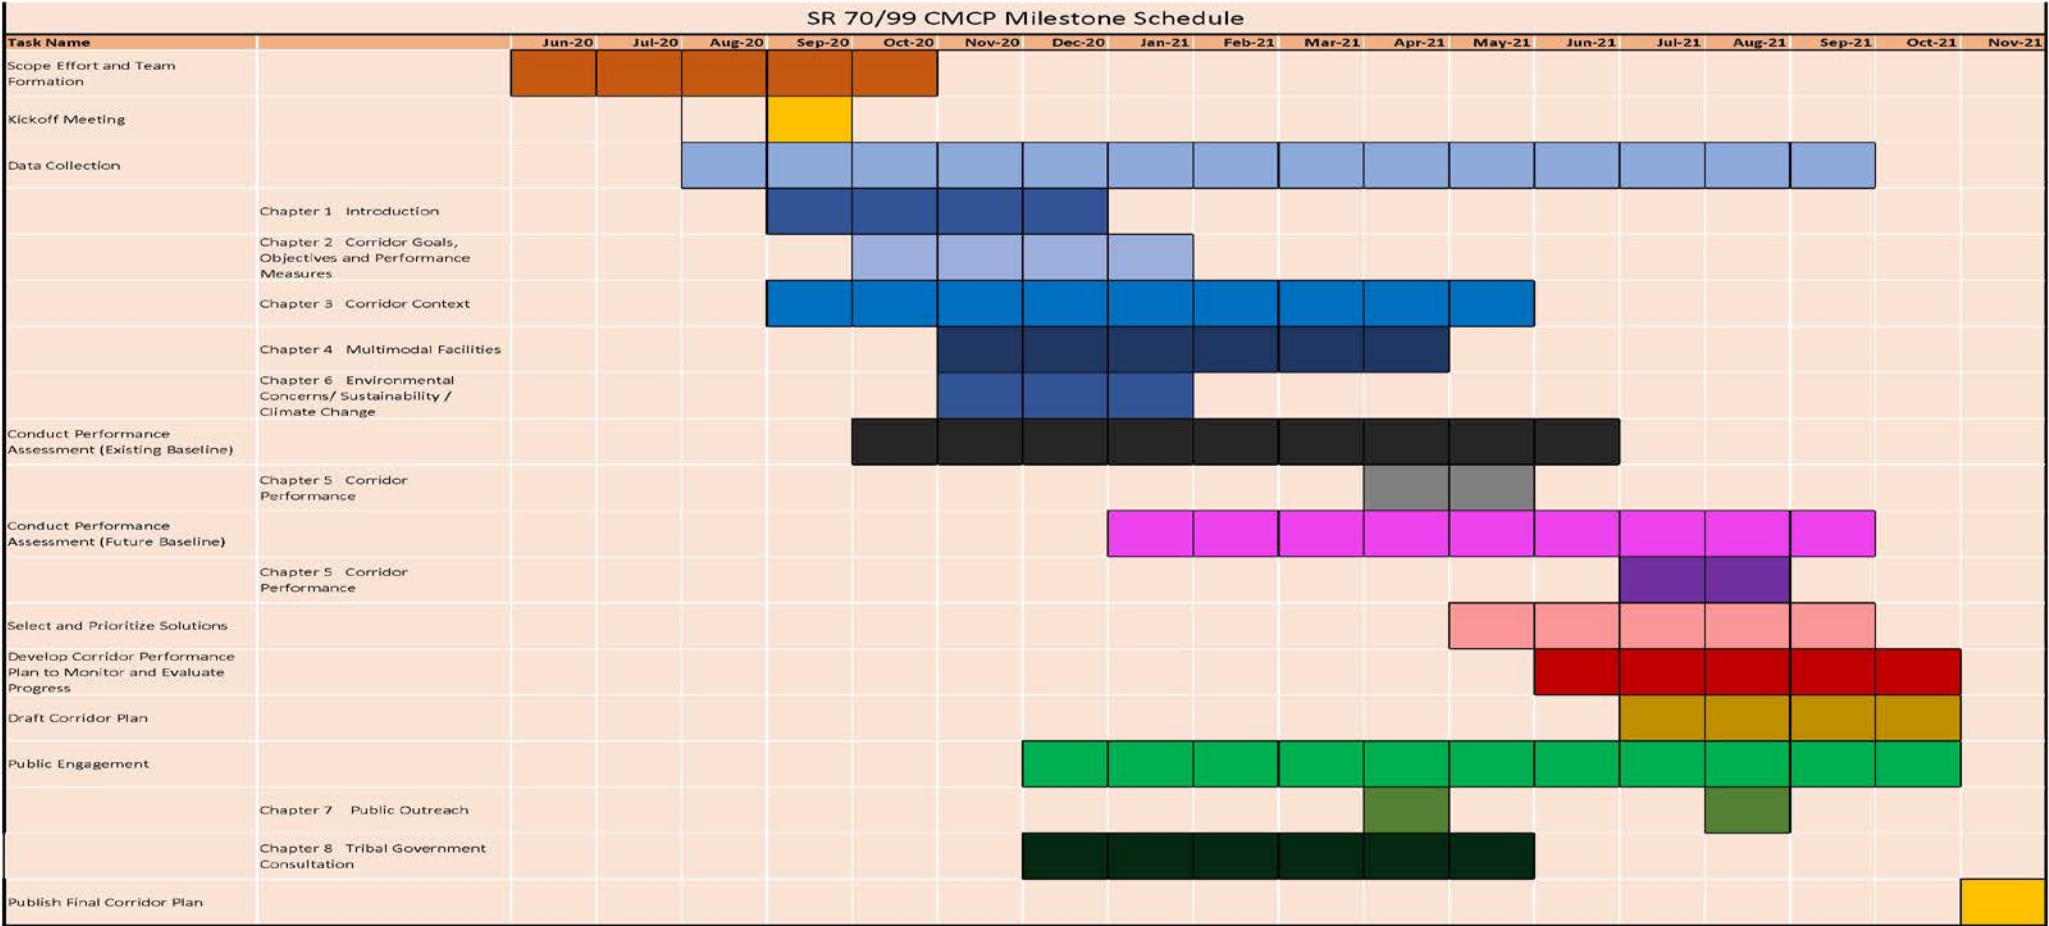 SR 70/99 CMCP Milestone Schedule
Task Name Jun-20 Jul-20 Aug-20 Sep-20 Oct-20 Nov-20 Dec-20 Jan-21 Feb-21 Mar-21 Apr-21 May-21 Jun-21 Jul-21 Aug-21 Sep-21 Oct-21 Nov-21
Scope Effort and Team
Formation
Kickoff Meeting
Data Collection
Chapter 1 Introduction
Chapter 2 Corridor Goals,
Objectives and Performance
Measures
Chapter 3 Corridor Context
Chapter 4 Multimodal Facilities
Chapter 6 Environmental
Concerns/ Sustainability /
Climate Change
Conduct Performance
Assessment (Existing Baseline)
Chapter 5 Corridor
Performance
Conduct Performance
Assessment (Future Baseline)
Chapter 5 Corridor
Performance
Select and Prioritize Solutions
Develop Corridor Performance
Plan to Monitor and Evaluate
Progress
Draft Corridor Plan
Public Engagement
Chapter 7 Public Outreach
Chapter 8 Tribal Government
Consultation
Publish Final Corridor Plan